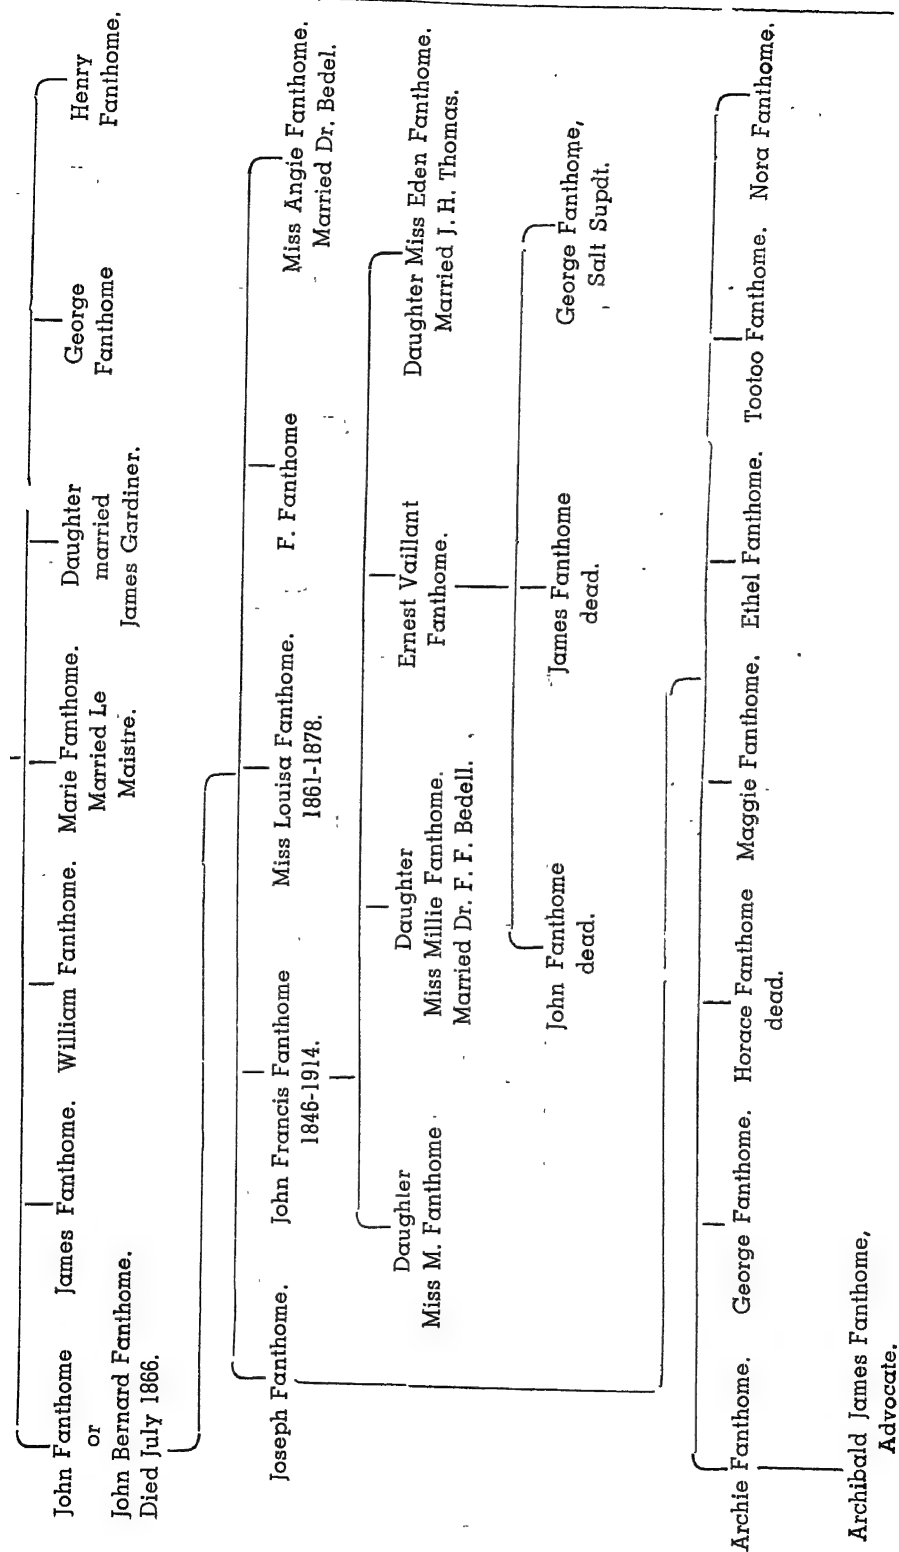 John Fanthome
or
John Bernard Fanthome.
Died July 1866.
James Fanthome.
William Fanthome.
Marie Fanthome.
Married Le
Maistre.
Daughter
married
James Gardiner.
George
Fanthome
Henry
Fanthome.
Joseph Fanthome.
John Francis Fanthome
1846-1914.
Miss Louisa Fanthome.
1861-1878.
F. Fanthome
Miss Angie Fanthome.
Married Dr. Bedel.
Daughter
Miss M. Fanthome
Daughter
Miss Millie Fanthome.
Married Dr. F. F. Bedell.
Ernest Vaillant
Fanthome.
Daughter Miss Eden Fanthome.
Married J. H. Thomas.
John Fanthome
dead.
James Fanthome
dead.
George Fanthome,
Salt Supdt.
Archie Fanthome.
George Fanthome.
Horace Fanthome
dead.
Maggie Fanthome.
Ethel Fanthome.
Tootoo Fanthome.
Nora Fanthome.
Archibald James Fanthome,
Advocate.